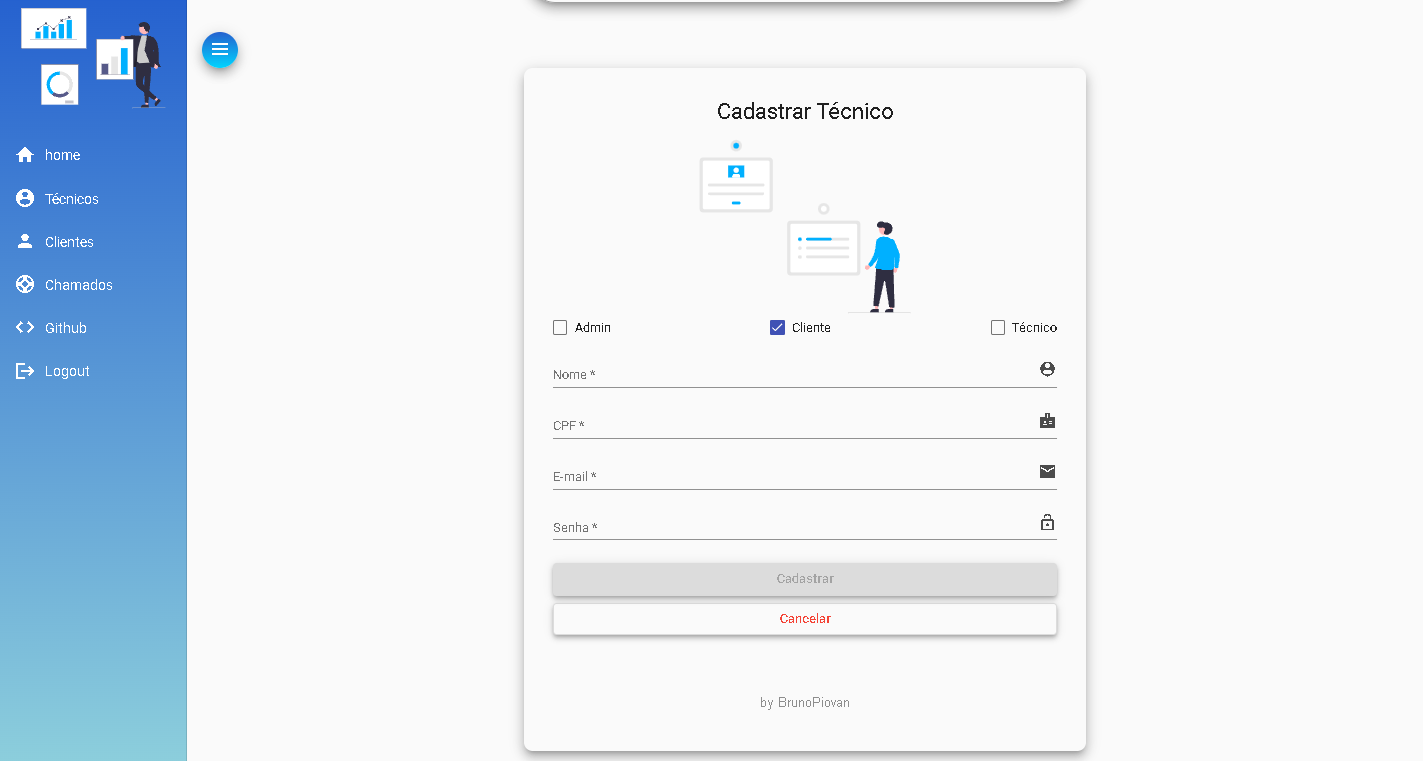 home
Técnicos
Clientes
Chamados
Github
Logout
Cadastrar Técnico
Admin
Cliente
Técnico
Nome *
CPF *
E-mail *
Senha *
Cadastrar
Cancelar
by BrunoPiovan